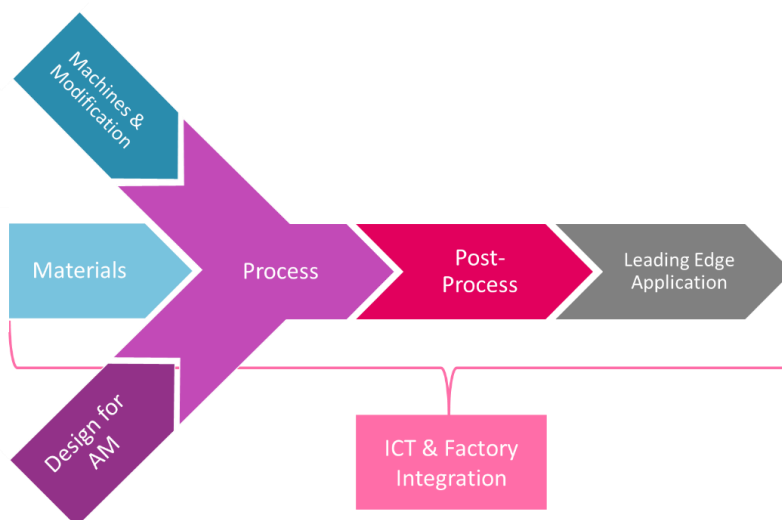 Machines &
Modification
Materials
Process
Post-
Process
Leading Edge
Application
Design for
AM
ICT & Factory
Integration